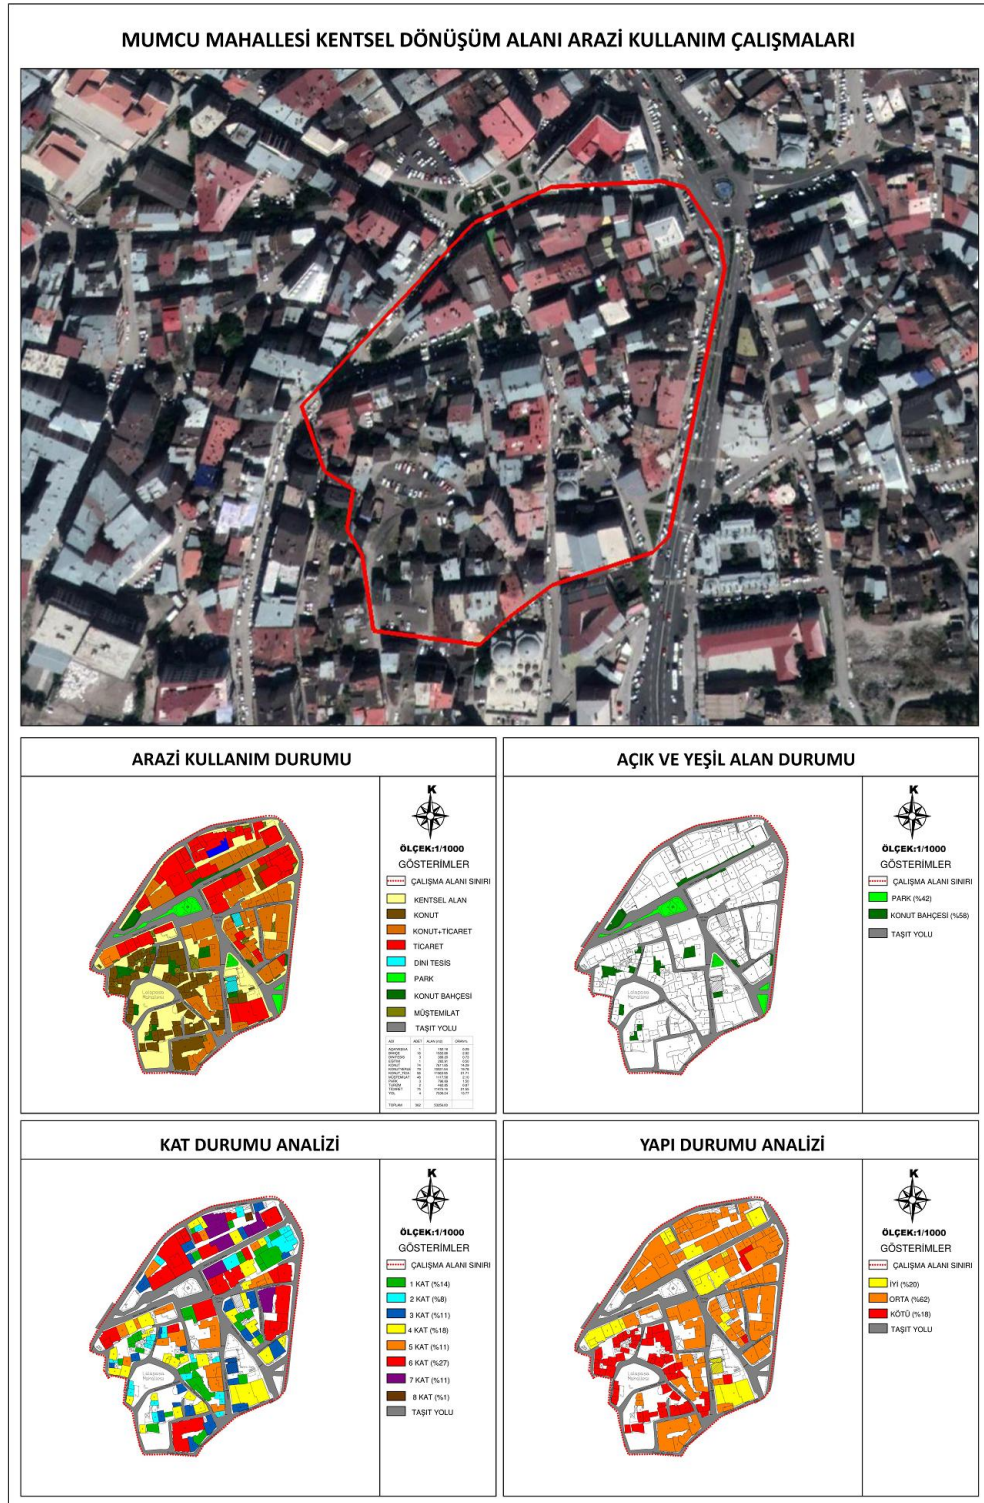 MUMCU MAHALLESİ KENTSEL DÖNÜŞÜM ALANI ARAZİ KULLANIM ÇALIŞMALARI
ARAZİ KULLANIM DURUMU
K
ÖLÇEK:1/1000
GÖSTERİMLER
ÇALIŞMA ALANI SINIRI
KENTSEL ALAN
KONUT
KONUT+TİCARET
TİCARET
DİNİ TESİS
PARK
KONUT BAHÇESİ
MÜŞTEMİLAT
TAŞIT YOLU
AÇIK VE YEŞİL ALAN DURUMU
K
ÖLÇEK:1/1000
GÖSTERİMLER
ÇALIŞMA ALANI SINIRI
PARK (%42)
KONUT BAHÇESİ (%58)
TAŞIT YOLU
KAT DURUMU ANALİZİ
K
ÖLÇEK:1/1000
GÖSTERİMLER
ÇALIŞMA ALANI SINIRI
1 KAT (%14)
2 KAT (%8)
3 KAT (%11)
4 KAT (%18)
5 KAT (%11)
6 KAT (%27)
7 KAT (%11)
8 KAT (%1)
TAŞIT YOLU
YAPI DURUMU ANALİZİ
K
ÖLÇEK:1/1000
GÖSTERİMLER
ÇALIŞMA ALANI SINIRI
İYİ (%20)
ORTA (%62)
KÖTÜ (%18)
TAŞIT YOLU